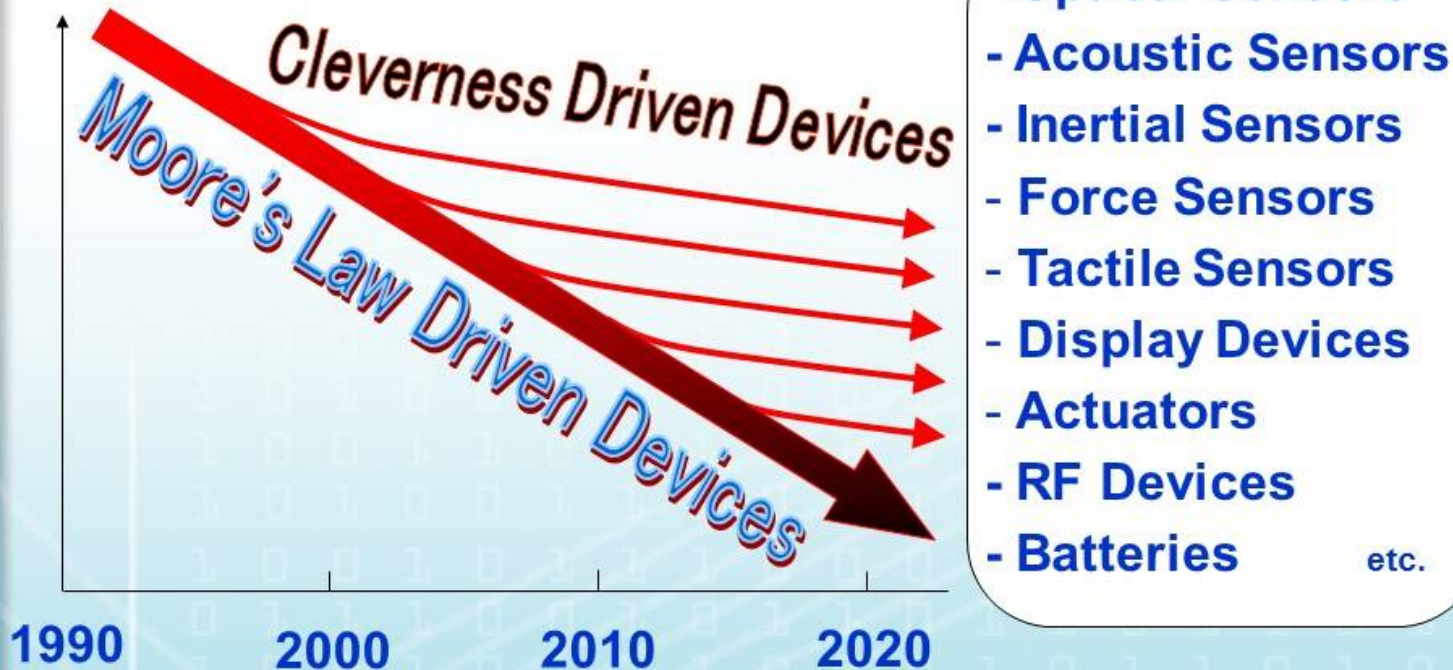 Cleverness Driven Devices
Moore's Law Driven Devices
1990 2000 2010 2020
- Acoustic Sensors
- Inertial Sensors
- Force Sensors
- Tactile Sensors
- Display Devices
- Actuators
- RF Devices
- Batteries etc.